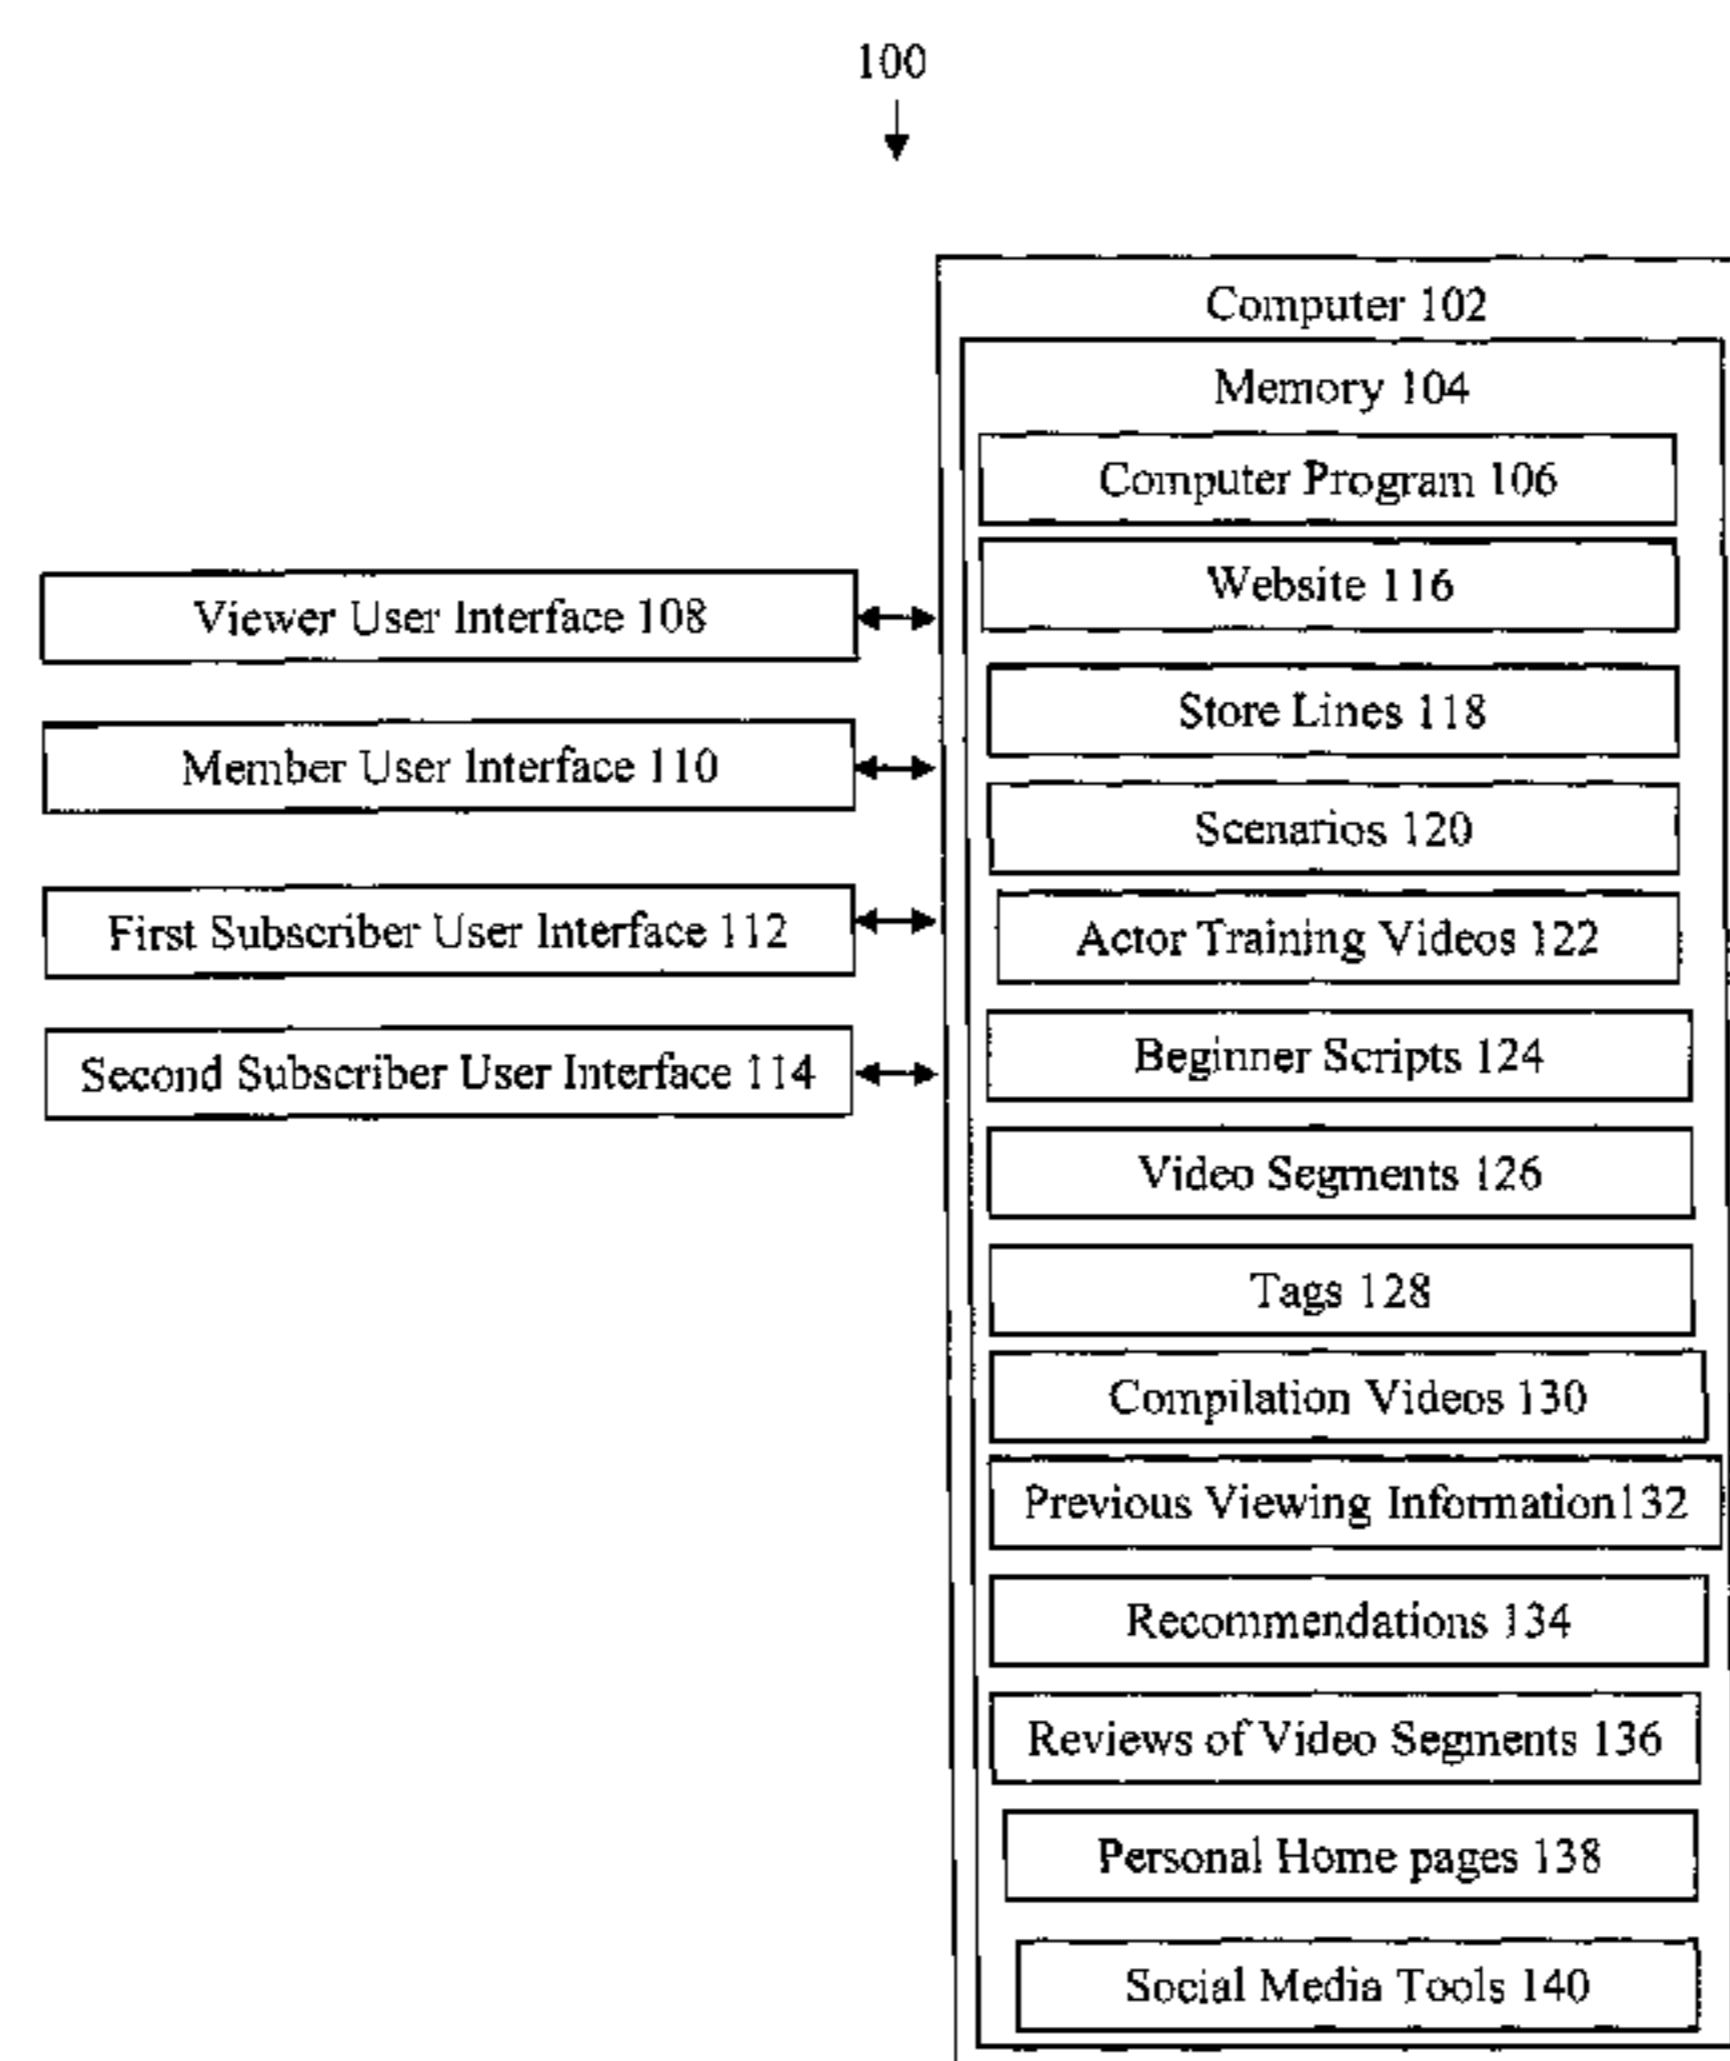 100
Computer 102
Memory 104
Computer Program 106
Website 116
Viewer User Interface 108
Store Lines 118
Member User Interface 110
Scenarios 120
First Subscriber User Interface 112
Actor Training Videos 122
Beginner Scripts 124
Second Subscriber User Interface 114
Video Segments 126
Tags 128
Compilation Videos 130
Previous Viewing Information132
Recommendations 134
Reviews of Video Segments 136
Personal Home pages 138
Social Media Tools 140